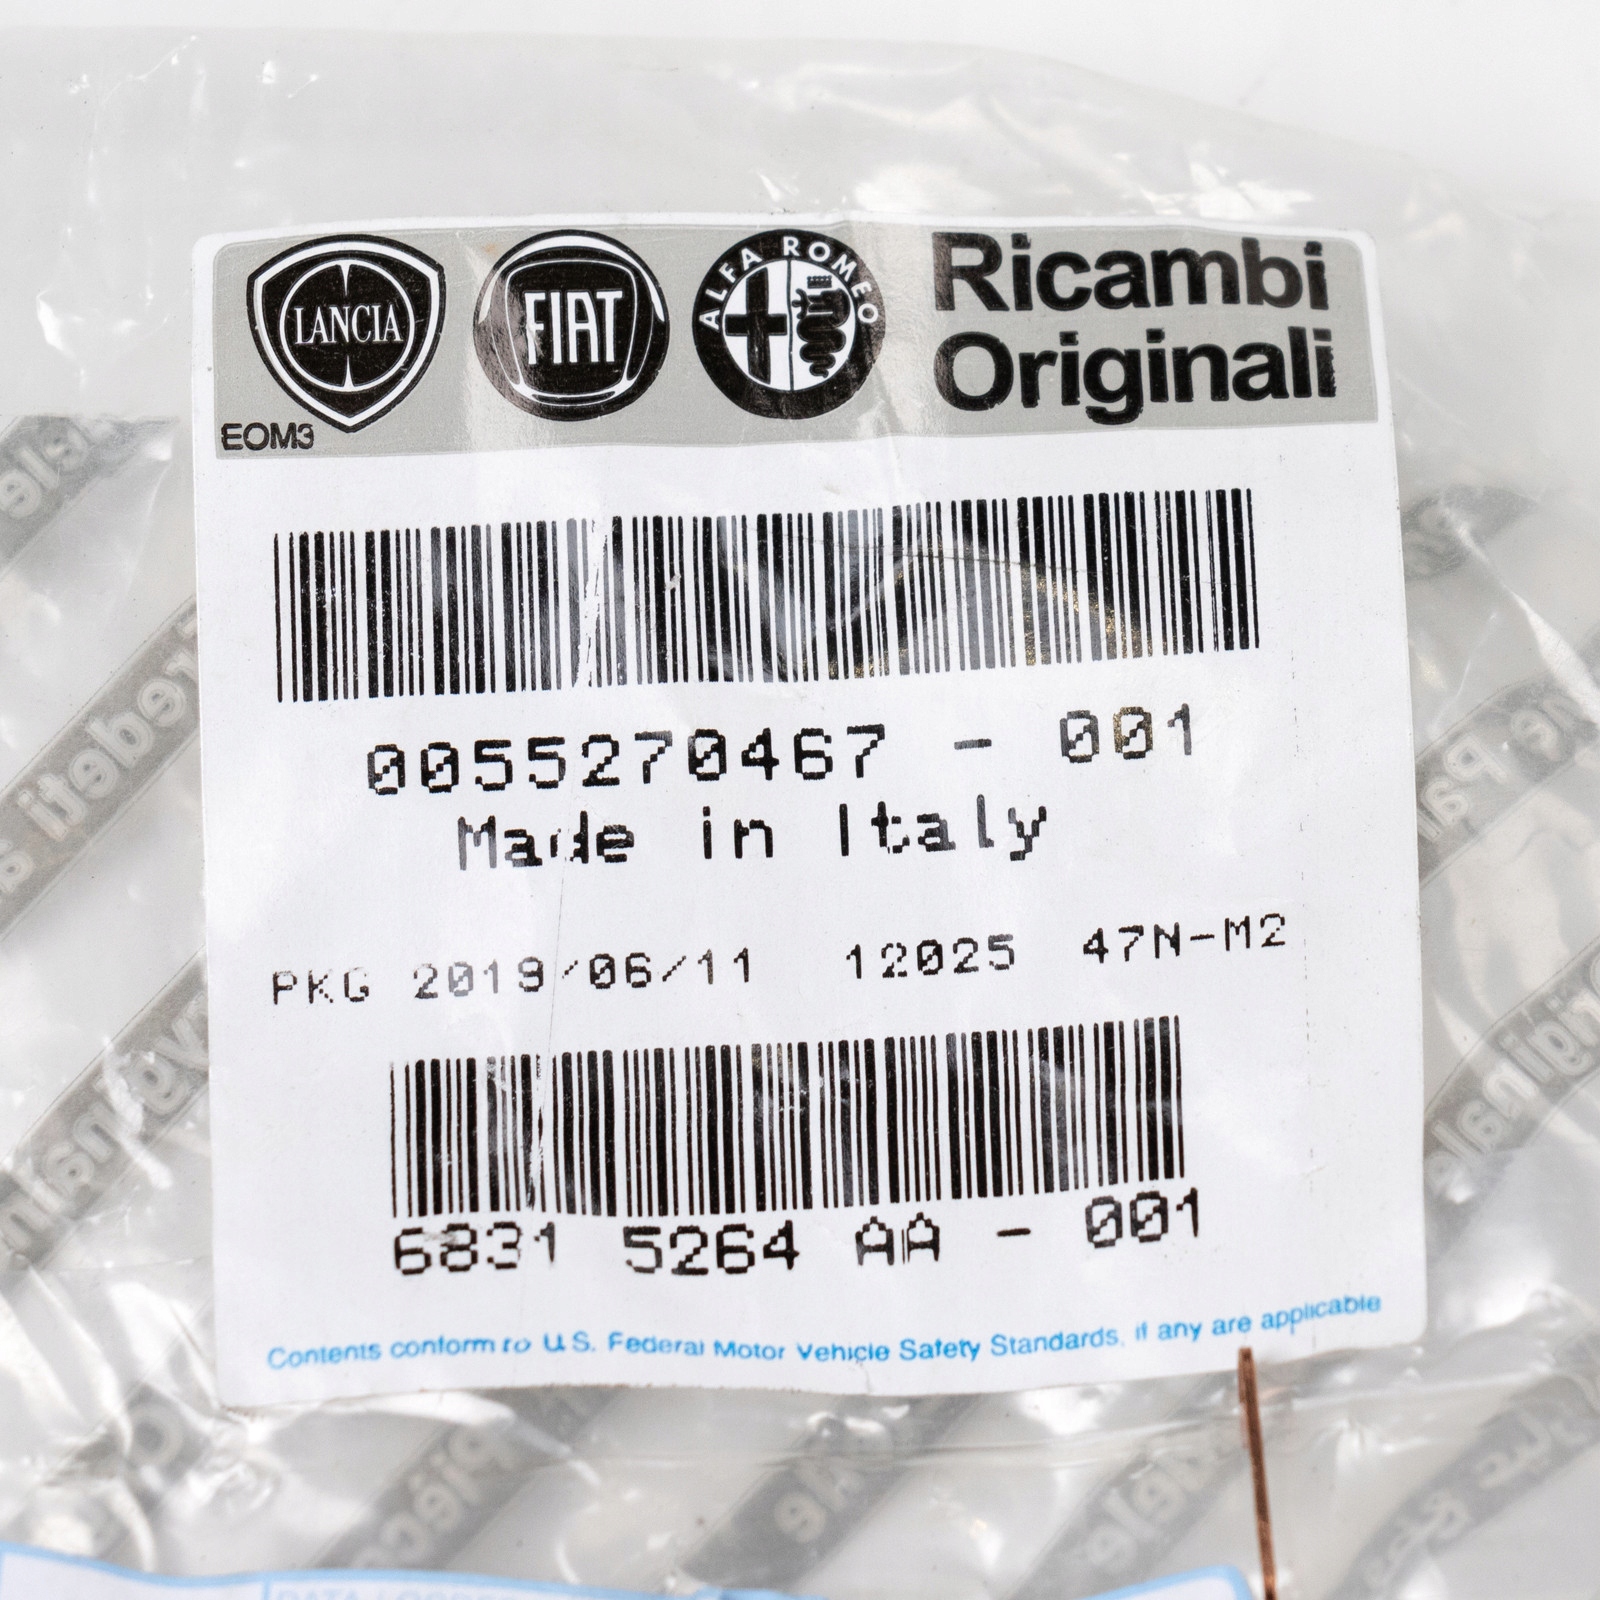 LANCIA
FIAT
ALFA ROMEO
Ricambi
Originali
EOM3
0055270467 - 001
Made in Italy
PKG 2019/06/11 12025 47N-M2
6831 5264 AA - 001
Contents conform to U.S. Federal Motor Vehicle Safety Standards, if any are applicable